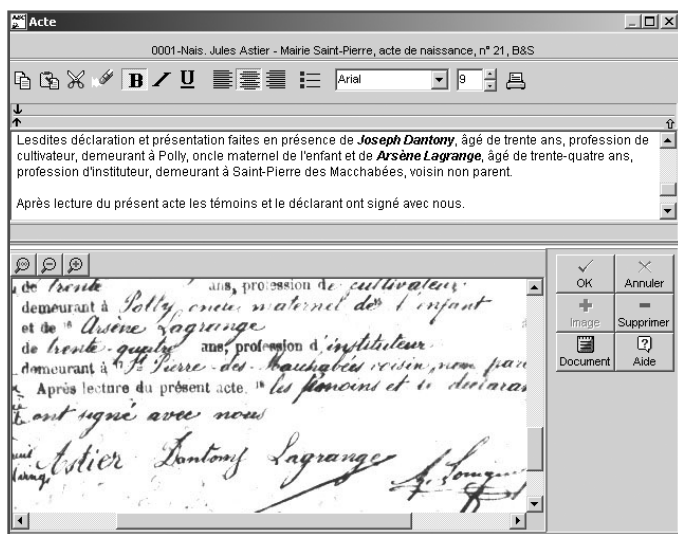 Acte
0001-Nais. Jules Astier - Mairie Saint-Pierre, acte de naissance, n° 21, B&S
B I U Arial 9
Lesdites déclaration et présentation faites en présence de Joseph Dantony, âgé de trente ans, profession de
cultivateur, demeurant à Polly, oncle maternel de l'enfant et de Arsène Lagrange, âgé de trente-quatre ans,
profession d'instituteur, demeurant à Saint-Pierre des Macchabées, voisin non parent.
Après lecture du présent acte les témoins et le déclarant ont signé avec nous.
de trente ans, profession de cultivateur
demeurant à Polly, oncle maternel de l'enfant
et de Arsène Lagrange
de trente-quatre ans, profession d'instituteur
demeurant à St Pierre-des-Macchabées voisin, non pare
Après lecture du présent acte, les témoins et le déclaran
ont signé avec nous
Astier Dantony Lagrange
OK Annuler
Image Supprimer
Document Aide